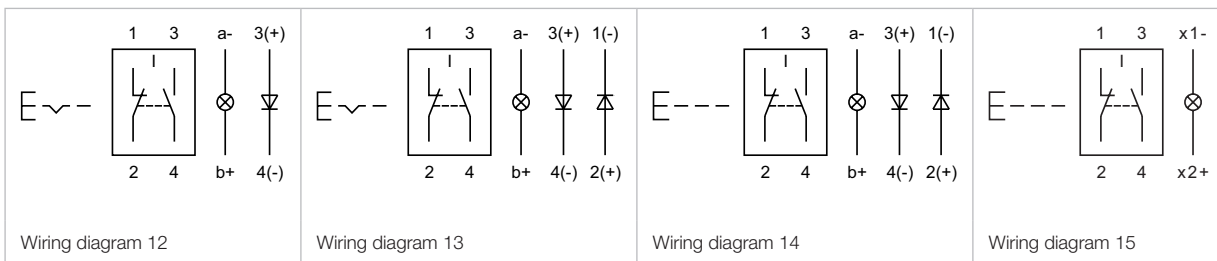 1 3 a- 3(+)
I
2 4 b+ 4(-)
Wiring diagram 12
1 3 a- 3(+) 1(-)
I
2 4 b+ 4(-) 2(+)
Wiring diagram 13
1 3 a- 3(+) 1(-)
I
2 4 b+ 4(-) 2(+)
Wiring diagram 14
1 3 x1-
I
2 4 x2+
Wiring diagram 15